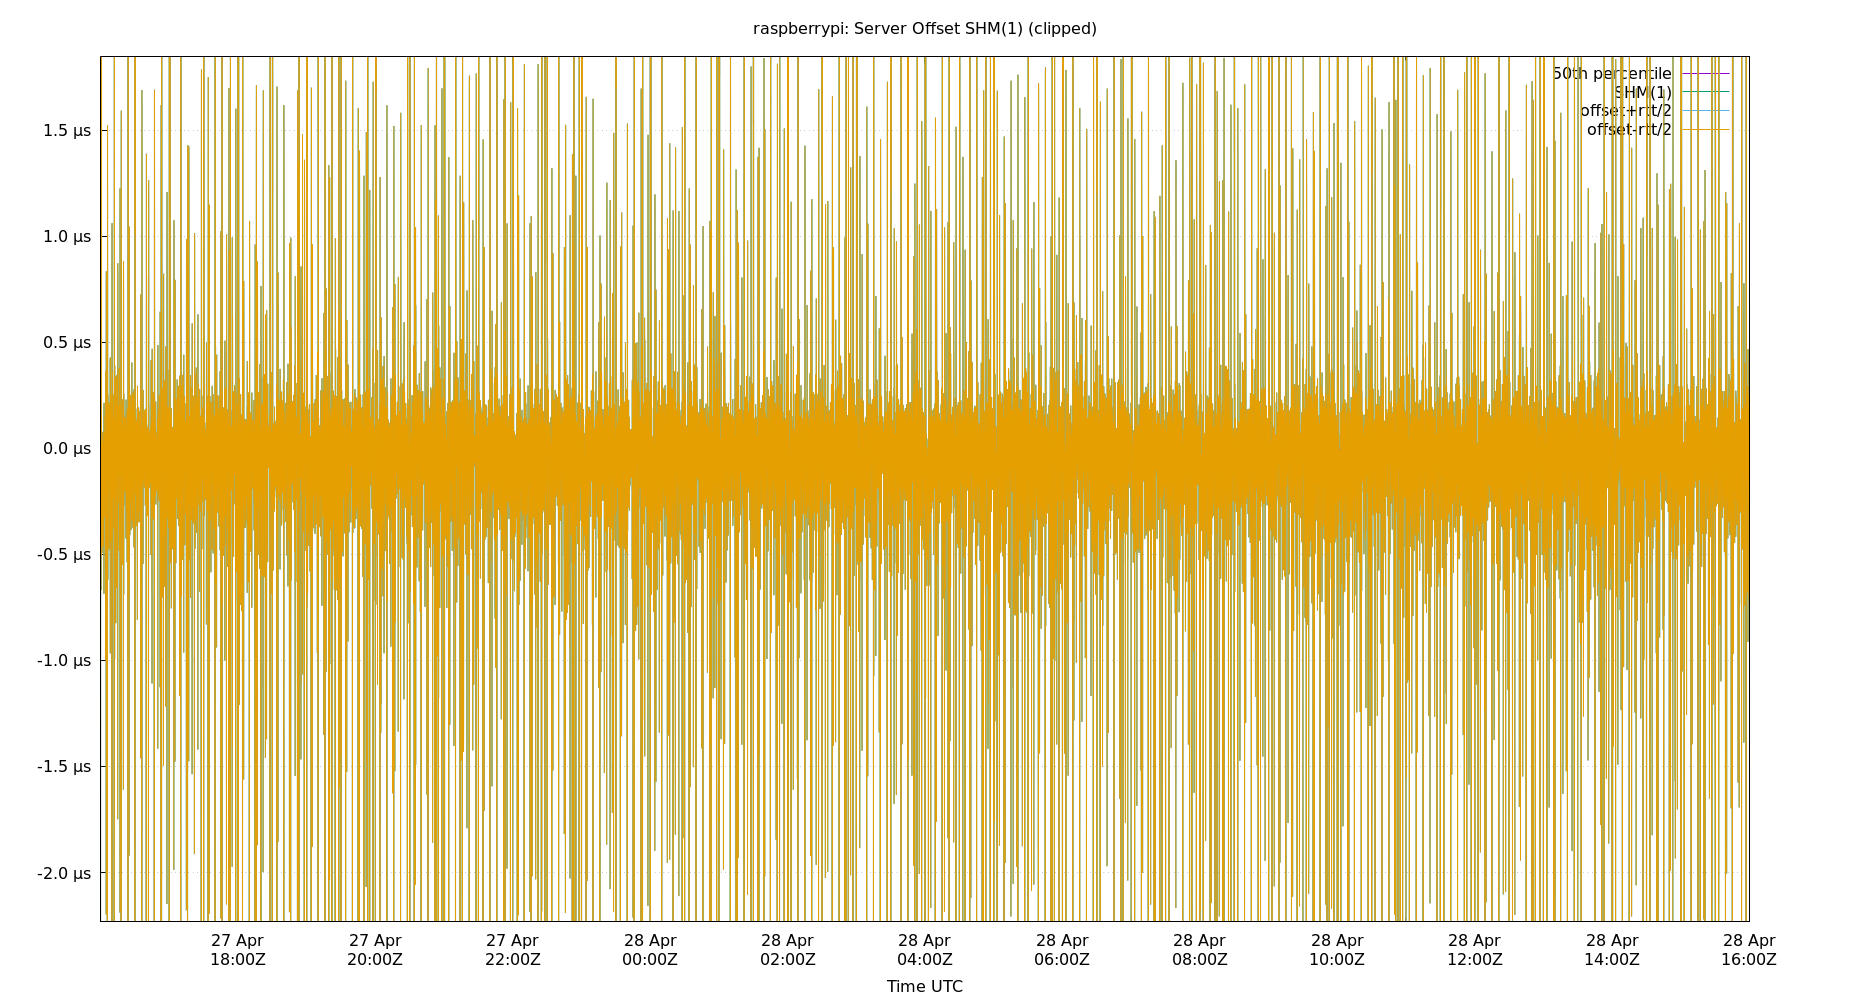 raspberrypi: Server Offset SHM(1) (clipped)
50th percentile
SHM(1)
offset+rtt/2
offset-rtt/2
1.5 µs
1.0 µs
0.5 µs
0.0 µs
-0.5 µs
-1.0 µs
-1.5 µs
-2.0 µs
27 Apr 27 Apr 27 Apr 28 Apr 28 Apr 28 Apr 28 Apr 28 Apr 28 Apr 28 Apr 28 Apr 28 Apr
18:00Z 20:00Z 22:00Z 00:00Z 02:00Z 04:00Z 06:00Z 08:00Z 10:00Z 12:00Z 14:00Z 16:00Z
Time UTC